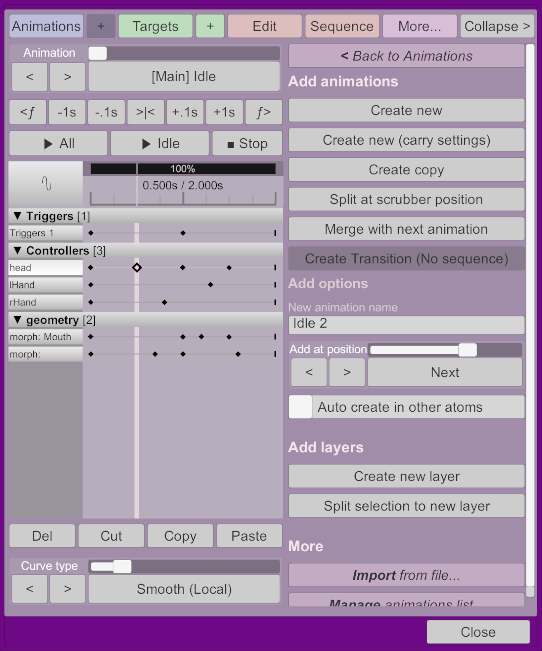 Animations + Targets + Edit Sequence More... Collapse >
Animation
< > [Main] Idle
<ƒ -1s -.1s >|< +.1s +1s ƒ>
▶ All ▶ Idle ■ Stop
100%
0.500s / 2.000s
▼ Triggers [1]
Triggers 1
▼ Controllers [3]
head
lHand
rHand
▼ geometry [2]
morph: Mouth
morph:
Del Cut Copy Paste
Curve type
< > Smooth (Local)
< Back to Animations
Add animations
Create new
Create new (carry settings)
Create copy
Split at scrubber position
Merge with next animation
Create Transition (No sequence)
Add options
New animation name
Idle 2
Add at position
< > Next
Auto create in other atoms
Add layers
Create new layer
Split selection to new layer
More
Import from file...
Manage animations list...
Close